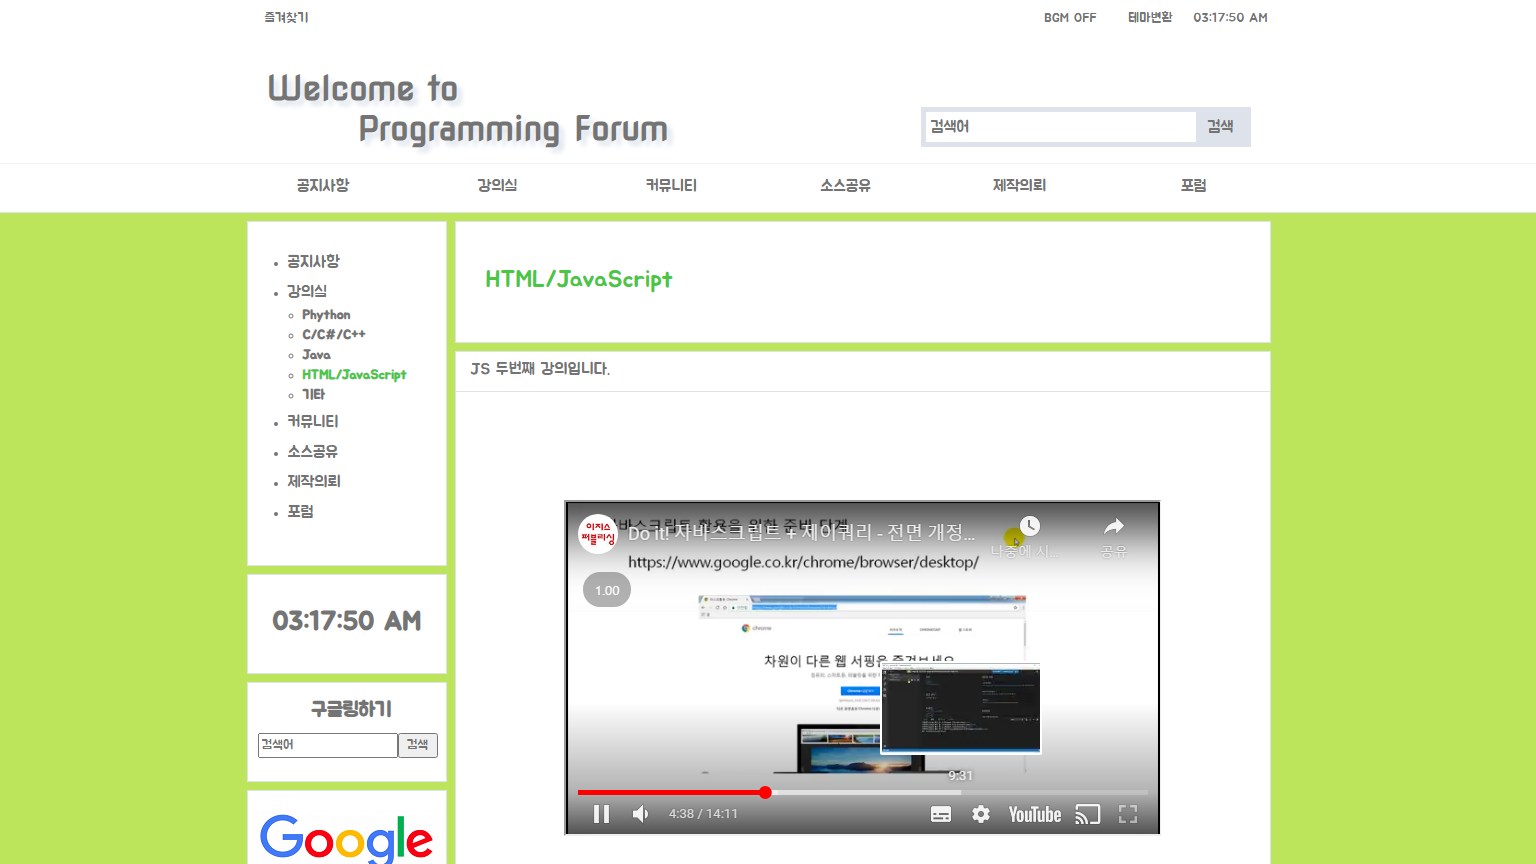 즐겨찾기
BGM OFF 테마변환 03:17:50 AM
Welcome to
Programming Forum
검색어 검색
공지사항 강의실 커뮤니티 소스공유 제작의뢰 포럼
공지사항
강의실
Phython
C/C#/C++
Java
HTML/JavaScript
기타
커뮤니티
소스공유
제작의뢰
포럼
03:17:50 AM
구글링하기
검색어 검색
Google
HTML/JavaScript
JS 두번째 강의입니다.
이지스
퍼블리싱
Do it! 자바스크립트 + 제이쿼리 - 전면 개정...
나중에 시...
공유
https://www.google.co.kr/chrome/browser/desktop/
1.00
chrome
차원이 다른 웹 서핑을 즐겨보세요
9:31
4:38 / 14:11
YouTube